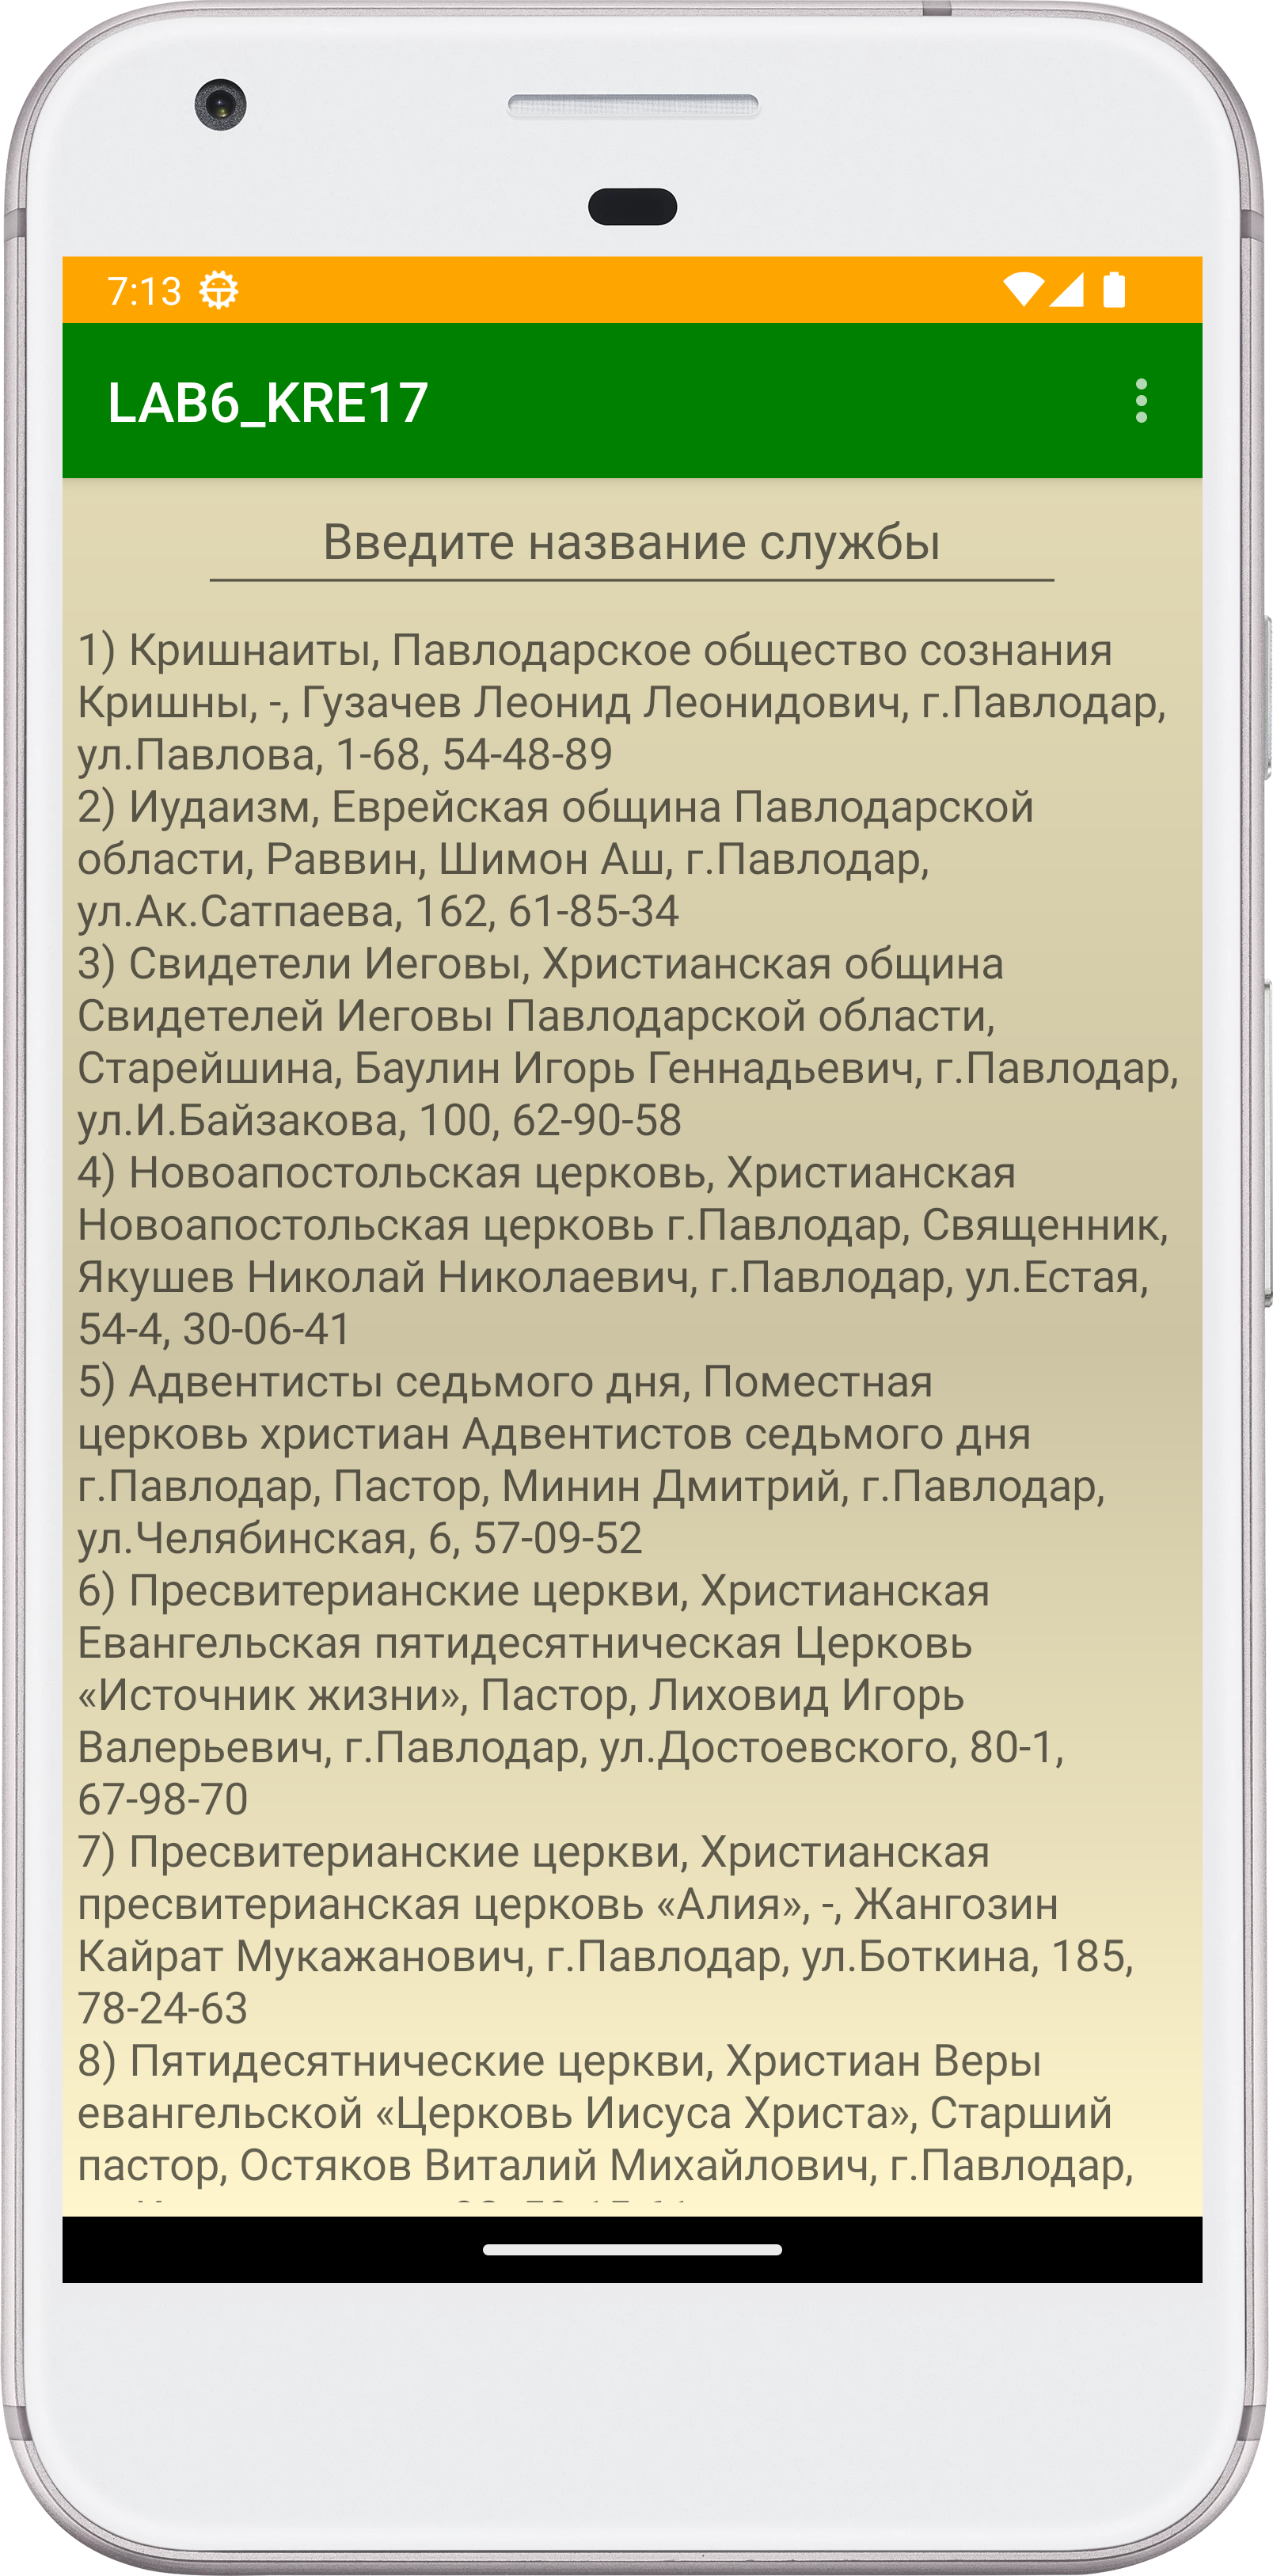 7:13
LAB6_KRE17
Введите название службы
1) Кришнаиты, Павлодарское общество сознания
Кришны, -, Гузачев Леонид Леонидович, г.Павлодар,
ул.Павлова, 1-68, 54-48-89
2) Иудаизм, Еврейская община Павлодарской
области, Раввин, Шимон Аш, г.Павлодар,
ул.Ак.Сатпаева, 162, 61-85-34
3) Свидетели Иеговы, Христианская община
Свидетелей Иеговы Павлодарской области,
Старейшина, Баулин Игорь Геннадьевич, г.Павлодар,
ул.И.Байзакова, 100, 62-90-58
4) Новоапостольская церковь, Христианская
Новоапостольская церковь г.Павлодар, Священник,
Якушев Николай Николаевич, г.Павлодар, ул.Естая,
54-4, 30-06-41
5) Адвентисты седьмого дня, Поместная
церковь христиан Адвентистов седьмого дня
г.Павлодар, Пастор, Минин Дмитрий, г.Павлодар,
ул.Челябинская, 6, 57-09-52
6) Пресвитерианские церкви, Христианская
Евангельская пятидесятническая Церковь
«Источник жизни», Пастор, Лиховид Игорь
Валерьевич, г.Павлодар, ул.Достоевского, 80-1,
67-98-70
7) Пресвитерианские церкви, Христианская
пресвитерианская церковь «Алия», -, Жангозин
Кайрат Мукажанович, г.Павлодар, ул.Боткина, 185,
78-24-63
8) Пятидесятнические церкви, Христиан Веры
евангельской «Церковь Иисуса Христа», Старший
пастор, Остяков Виталий Михайлович, г.Павлодар,